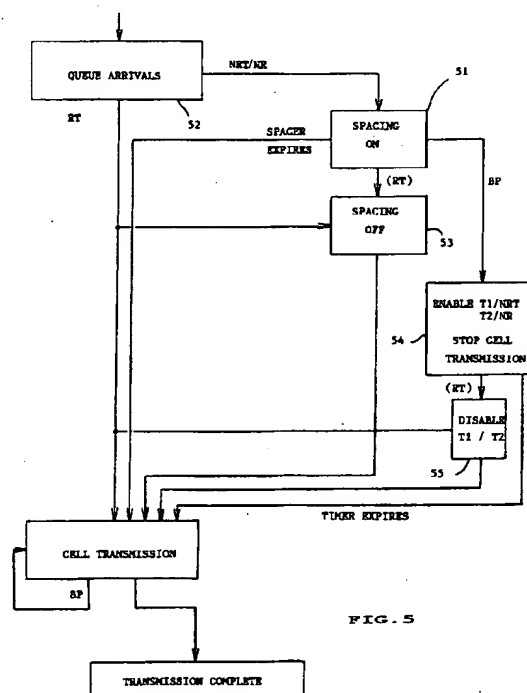 QUEUE ARRIVALS
NRT/NR
51
RT
52
SPACER
EXPIRES
SPACING
ON
(RT)
BP
SPACING
OFF
53
ENABLE T1/NRT
T2/NR
54
STOP CELL
TRANSMISSION
(RT)
DISABLE
T1 / T2
55
TIMER EXPIRES
CELL TRANSMISSION
BP
FIG.5
TRANSMISSION COMPLETE